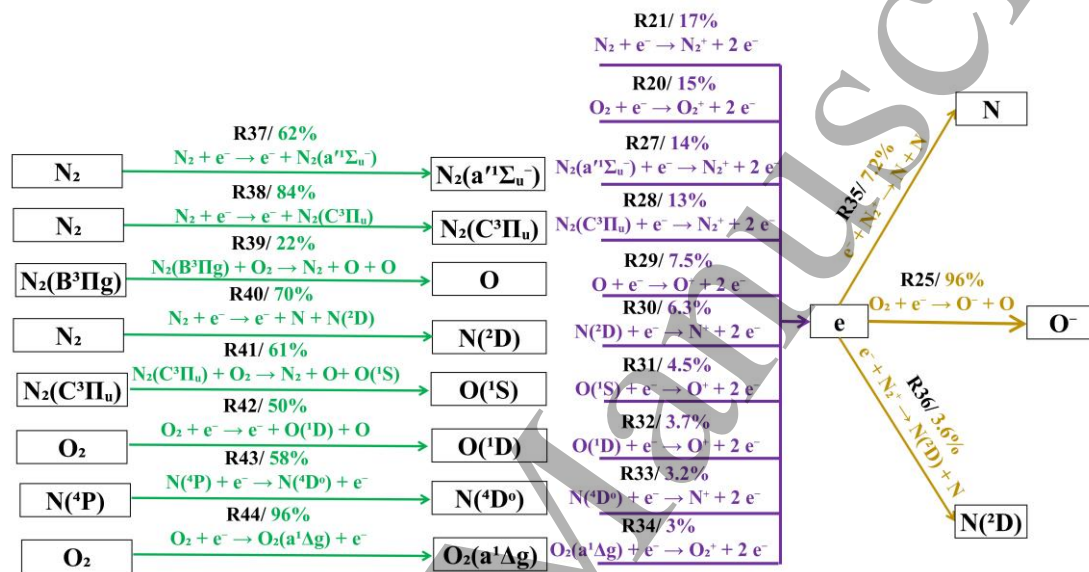 R37/ 62%
N₂ + e⁻ → e⁻ + N₂(a′¹Σᵤ⁻)
N₂
N₂(a′¹Σᵤ⁻)
R38/ 84%
N₂ + e⁻ → e⁻ + N₂(C³Πᵤ)
N₂
N₂(C³Πᵤ)
R39/ 22%
N₂(B³Πg) + O₂ → N₂ + O + O
N₂(B³Πg)
O
R40/ 70%
N₂ + e⁻ → e⁻ + N + N(²D)
N₂
N(²D)
R41/ 61%
N₂(C³Πᵤ) + O₂ → N₂ + O+ O(¹S)
N₂(C³Πᵤ)
O(¹S)
R42/ 50%
O₂ + e⁻ → e⁻ + O(¹D) + O
O₂
O(¹D)
R43/ 58%
N(⁴P) + e⁻ → N(⁴Dᵒ) + e⁻
N(⁴P)
N(⁴Dᵒ)
R44/ 96%
O₂ + e⁻ → O₂(a¹Δg) + e⁻
O₂
O₂(a¹Δg)
R21/ 17%
N₂ + e⁻ → N₂⁺ + 2 e⁻
R20/ 15%
O₂ + e⁻ → O₂⁺ + 2 e⁻
R27/ 14%
N₂(a′¹Σᵤ⁻) + e⁻ → N₂⁺ + 2 e⁻
R28/ 13%
N₂(C³Πᵤ) + e⁻ → N₂⁺ + 2 e⁻
R29/ 7.5%
O + e⁻ → O⁺ + 2 e⁻
R30/ 6.3%
N(²D) + e⁻ → N⁺ + 2 e⁻
R31/ 4.5%
O(¹S) + e⁻ → O⁺ + 2 e⁻
R32/ 3.7%
O(¹D) + e⁻ → O⁺ + 2 e⁻
R33/ 3.2%
N(⁴Dᵒ) + e⁻ → N⁺ + 2 e⁻
R34/ 3%
O₂(a¹Δg) + e⁻ → O₂⁺ + 2 e⁻
e
R35/ 7.2%
e⁻ + N₂⁺ → N + N
N
R25/ 96%
O₂ + e⁻ → O⁻ + O
O⁻
R36/ 3.6%
e⁻ + N₂⁺ → N(²D) + N
N(²D)
Manusc